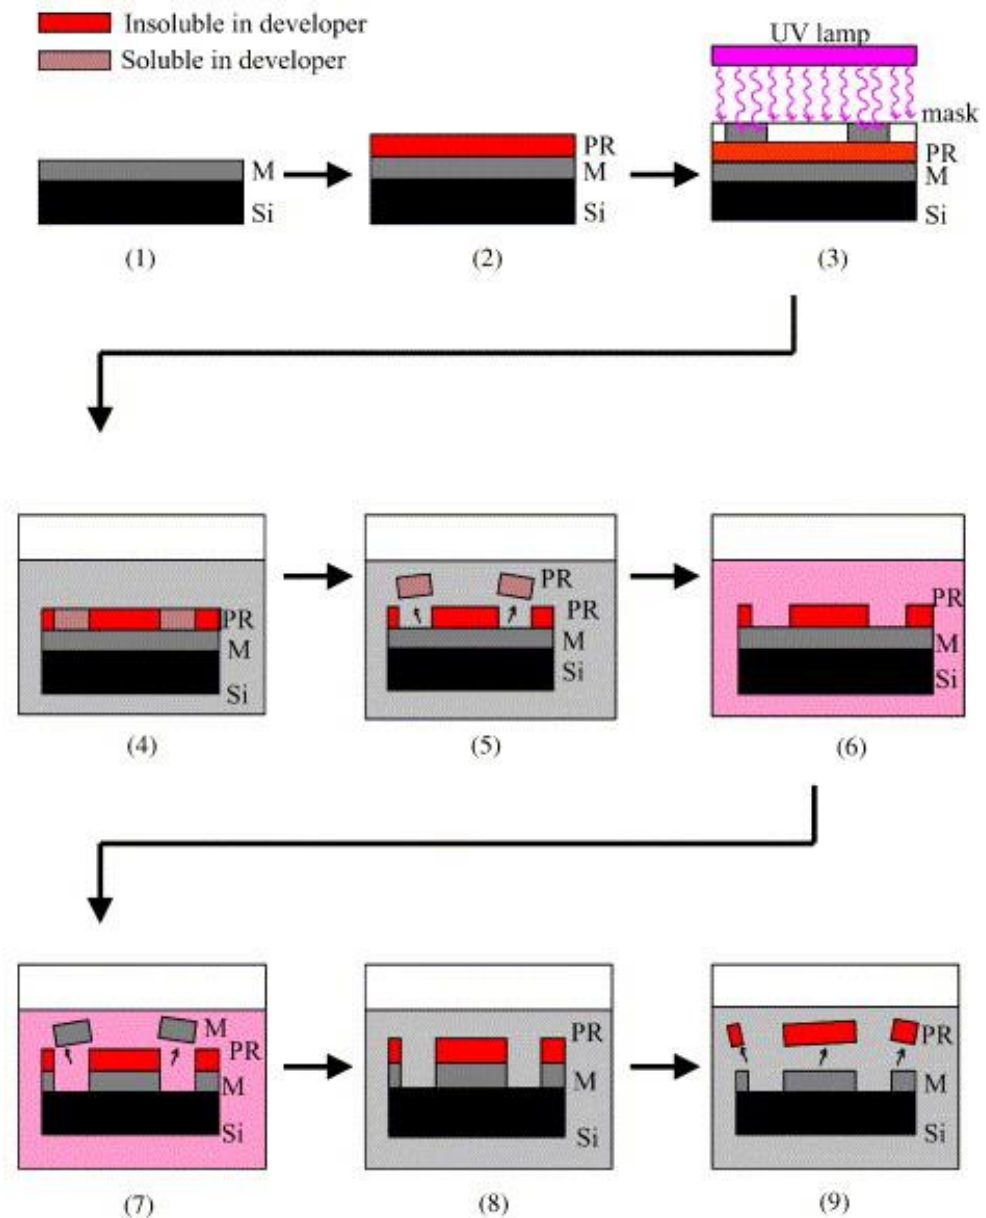 Insoluble in developer
Soluble in developer
UV lamp
mask
PR
M
Si
(1)
PR
M
Si
(2)
PR
M
Si
(3)
PR
M
Si
(4)
PR
PR
M
Si
(5)
PR
M
Si
(6)
M
PR
M
Si
(7)
PR
M
Si
(8)
PR
M
Si
(9)